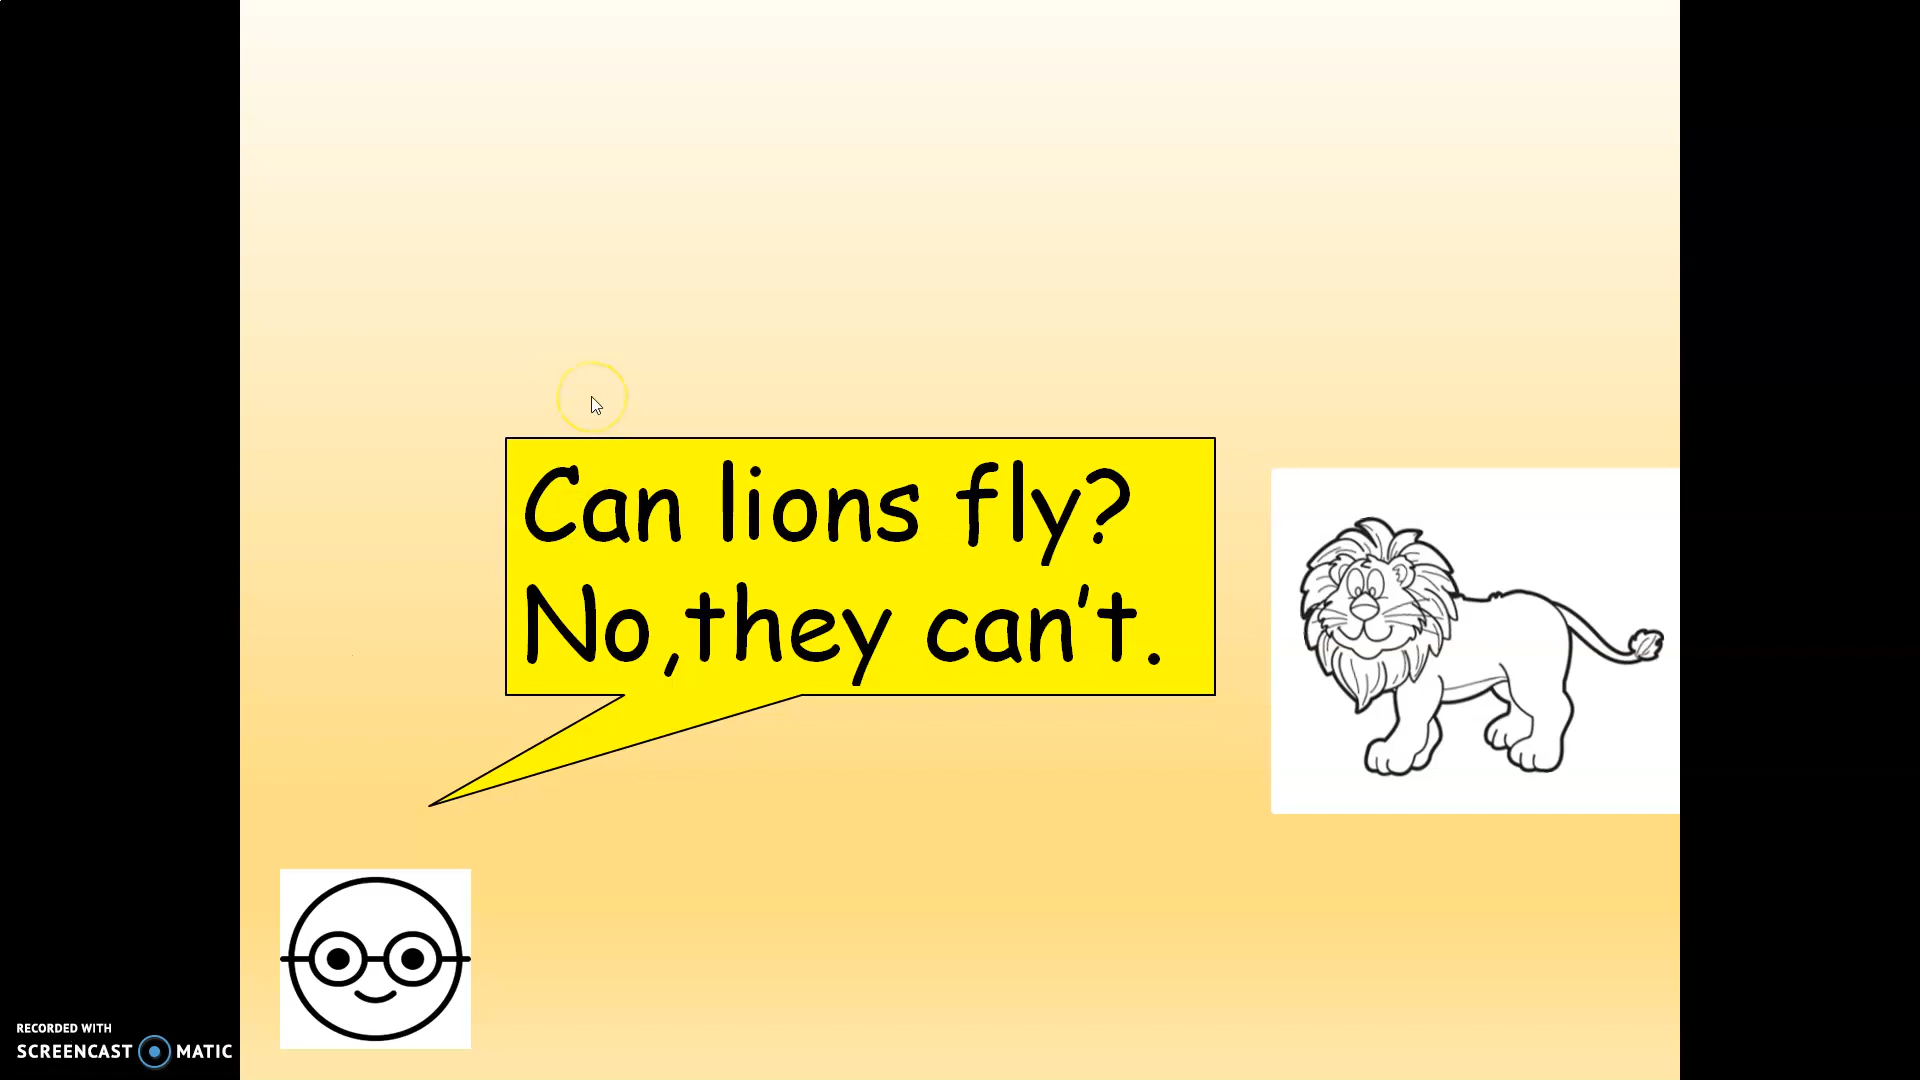 Can lions fly?
No,they can't.
RECORDED WITH
SCREENCAST MATIC